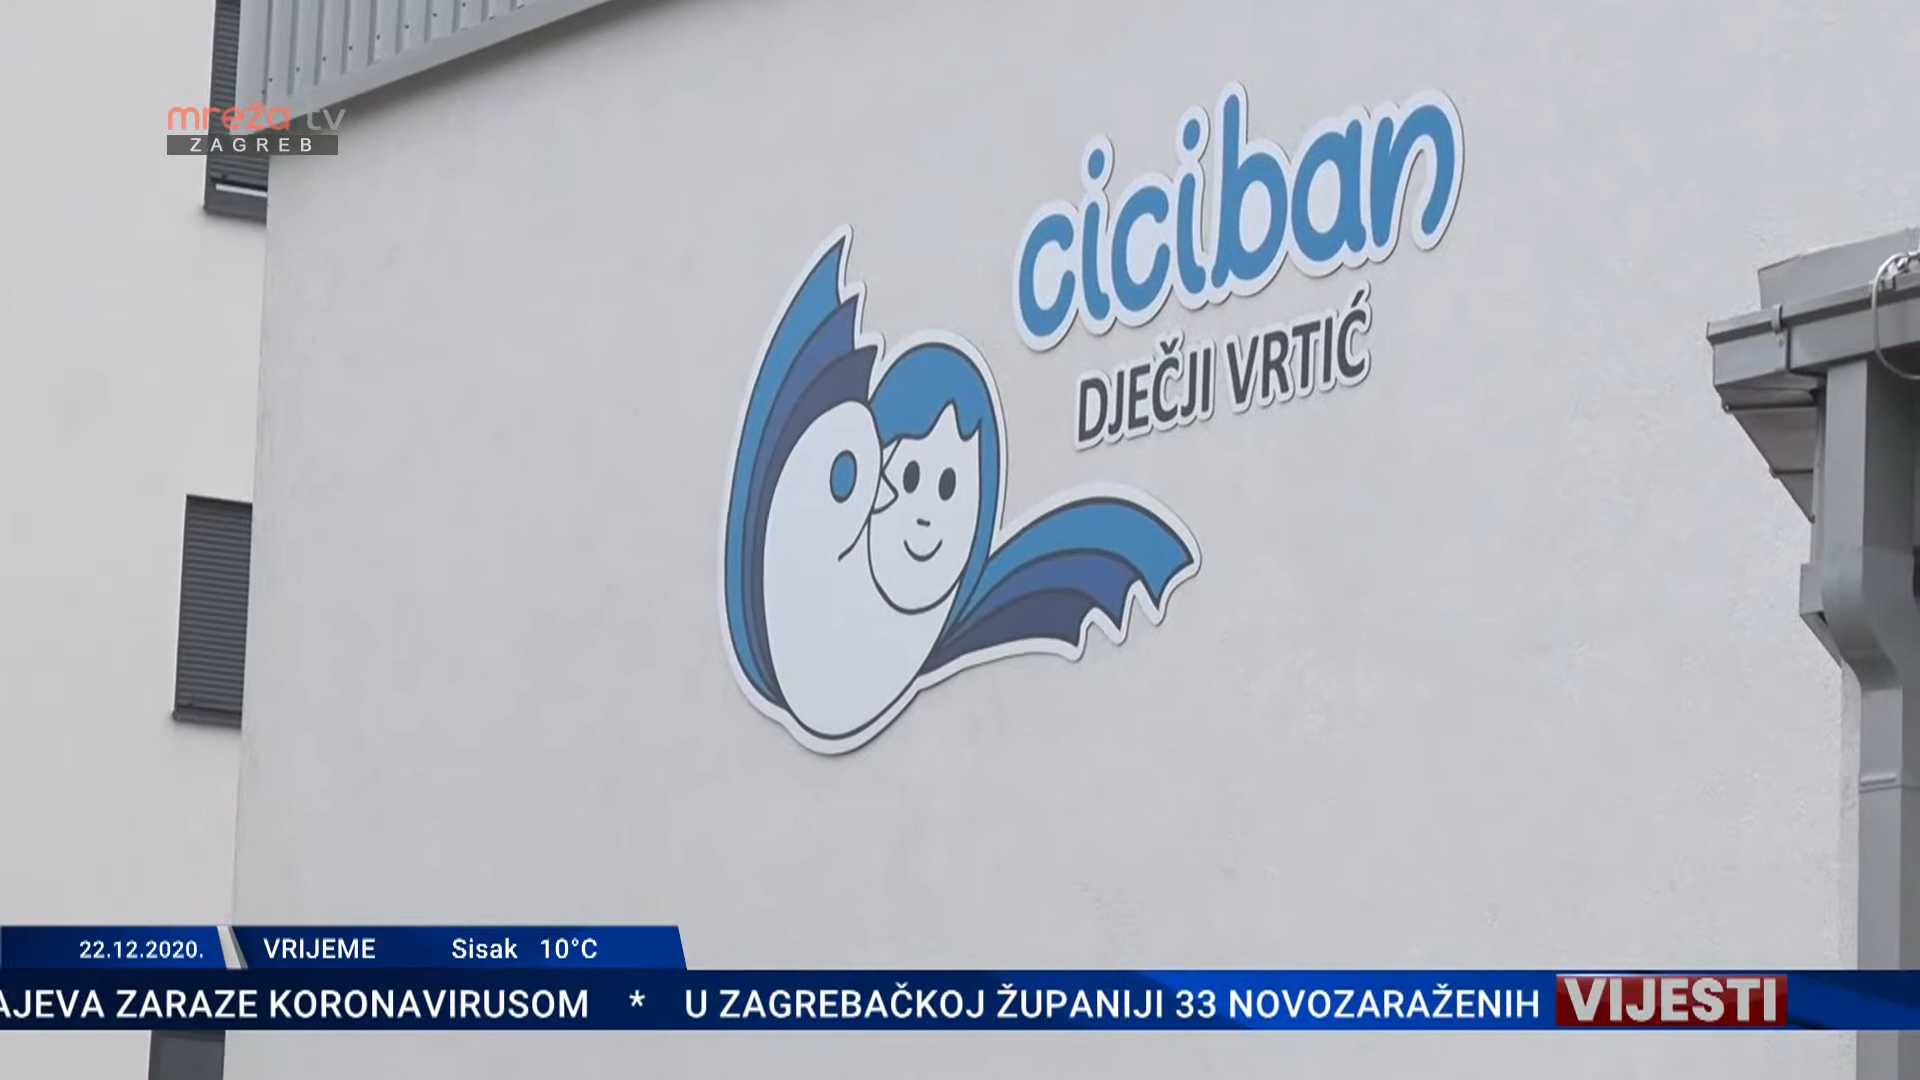 mreža tv
ZAGREB
ciciban
DJEČJI VRTIĆ
22.12.2020. VRIJEME Sisak 10°C
AJEVA ZARAZE KORONAVIRUSOM * U ZAGREBAČKOJ ŽUPANIJI 33 NOVOZARAŽENIH VIJESTI